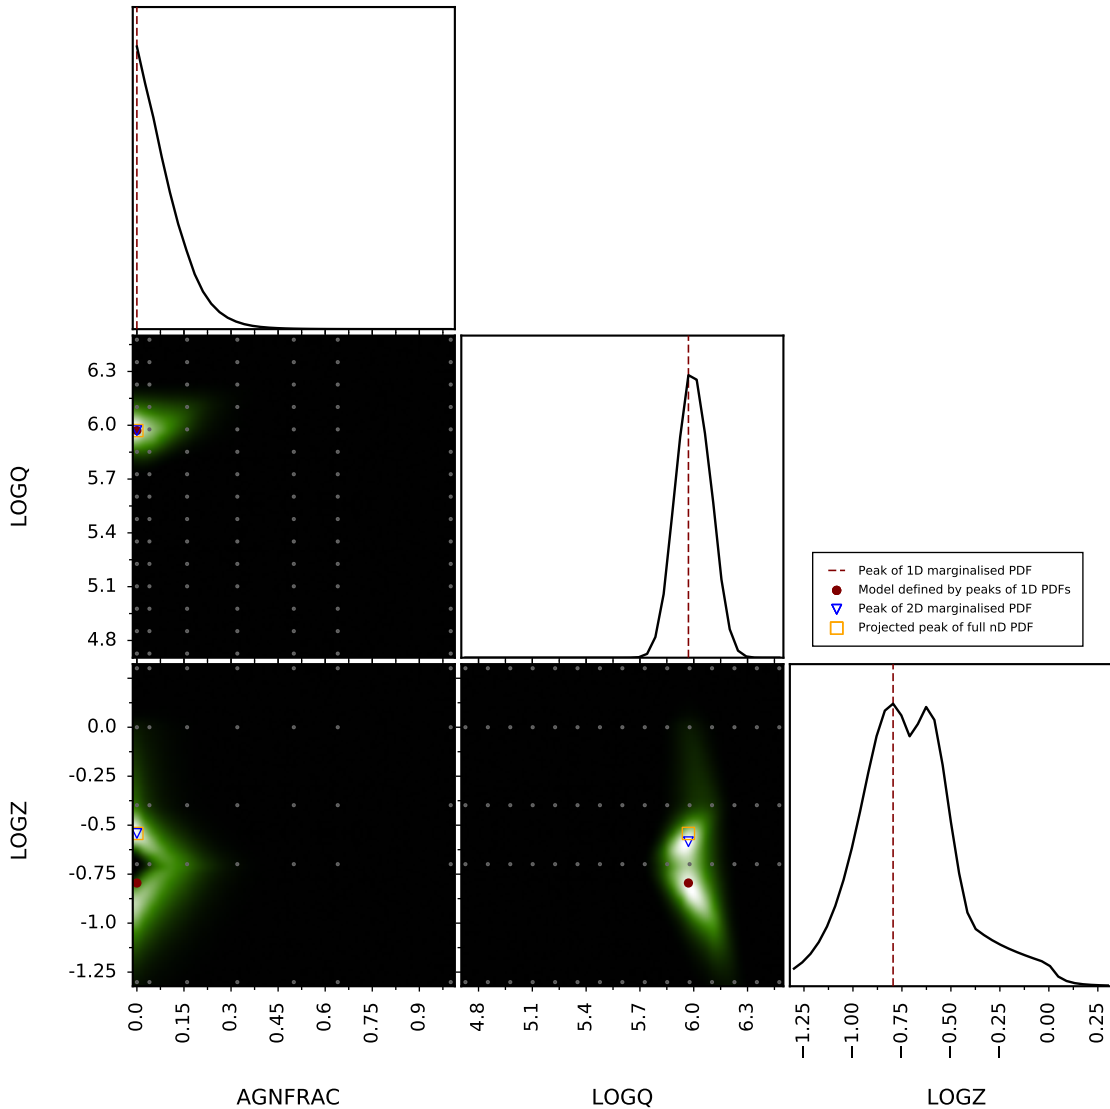 6.3
6.0
5.7
5.4
5.1
4.8
LOGQ
Peak of 1D marginalised PDF
Model defined by peaks of 1D PDFs
Peak of 2D marginalised PDF
Projected peak of full nD PDF
0.0
-0.25
-0.5
-0.75
-1.0
-1.25
LOGZ
0.0 0.15 0.3 0.45 0.6 0.75 0.9
4.8 5.1 5.4 5.7 6.0 6.3
−1.25 −1.00 −0.75 −0.50 −0.25 0.00 0.25
AGNFRAC LOGQ LOGZ